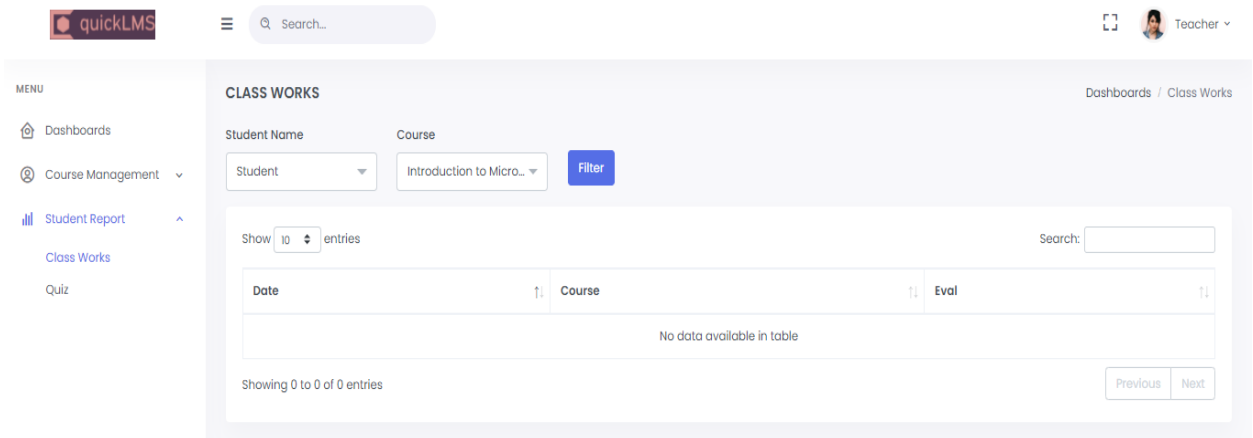 quickLMS
Search...
Teacher
MENU
Dashboards
Course Management
Student Report
Class Works
Quiz
CLASS WORKS
Dashboards / Class Works
Student Name Course
Student Introduction to Micro... Filter
Show 10 entries Search:
Date Course Eval
No data available in table
Showing 0 to 0 of 0 entries
Previous Next